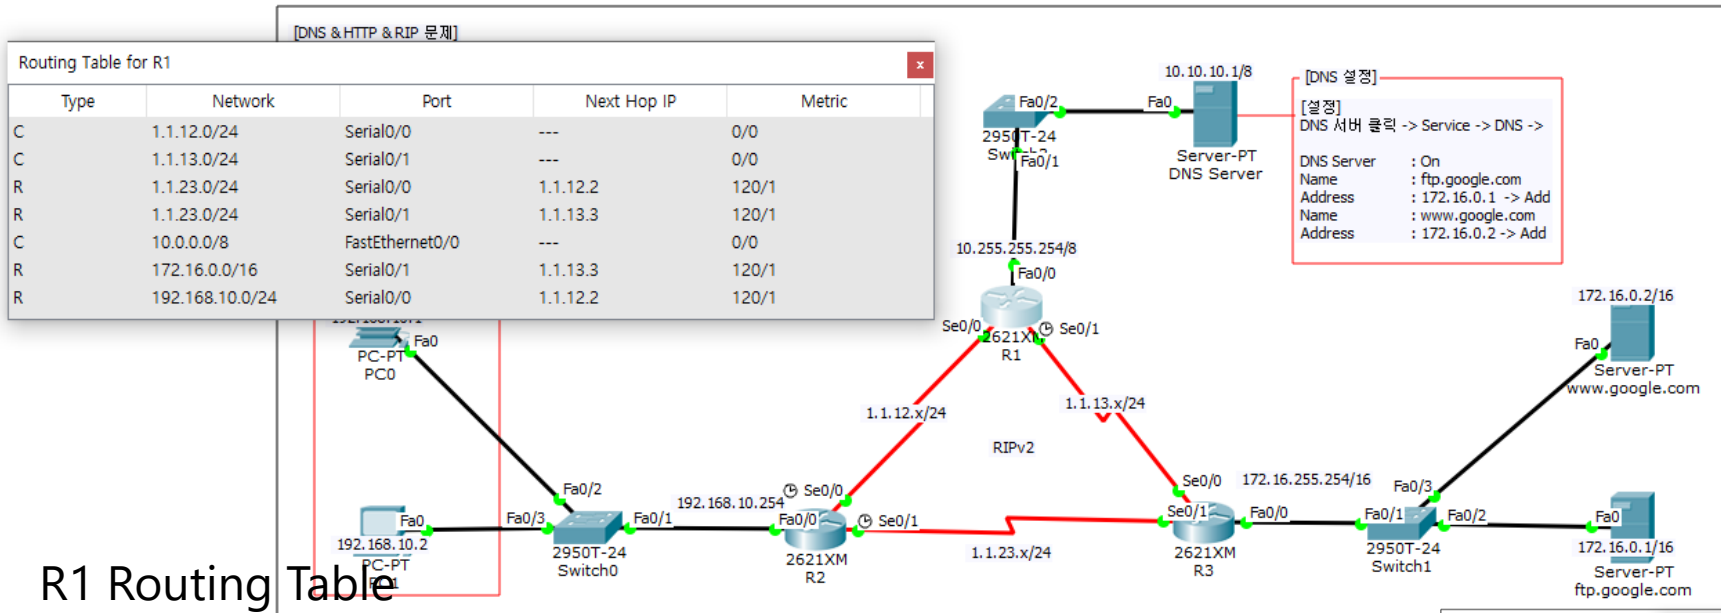 [DNS & HTTP & RIP 문제]
Routing Table for R1
x
Type Network Port Next Hop IP Metric
C 1.1.12.0/24 Serial0/0 --- 0/0
C 1.1.13.0/24 Serial0/1 --- 0/0
R 1.1.23.0/24 Serial0/0 1.1.12.2 120/1
R 1.1.23.0/24 Serial0/1 1.1.13.3 120/1
C 10.0.0.0/8 FastEthernet0/0 --- 0/0
R 172.16.0.0/16 Serial0/1 1.1.13.3 120/1
R 192.168.10.0/24 Serial0/0 1.1.12.2 120/1
10.10.10.1/8
Fa0/2
Fa0
2950T-24
Fa0/1
Server-PT
DNS Server
[DNS 설정]
[설정]
DNS 서버 클릭 -> Service -> DNS ->
DNS Server : On
Name : ftp.google.com
Address : 172.16.0.1 -> Add
Name : www.google.com
Address : 172.16.0.2 -> Add
10.255.255.254/8
Fa0/0
Se0/0
Se0/1
2621XM
R1
172.16.0.2/16
Fa0
Server-PT
www.google.com
Fa0
PC-PT
PC0
1.1.12.x/24
1.1.13.x/24
RIPv2
Fa0/2
Fa0
Fa0/3
Fa0/1
192.168.10.2
PC-PT
2950T-24
Switch0
192.168.10.254
Se0/0
Fa0/0
Se0/1
2621XM
R2
1.1.23.x/24
Se0/0
Se0/1
172.16.255.254/16
Fa0/0
2621XM
R3
Fa0/3
Fa0/1
Fa0/2
2950T-24
Switch1
Fa0
172.16.0.1/16
Server-PT
ftp.google.com
R1 Routing Table